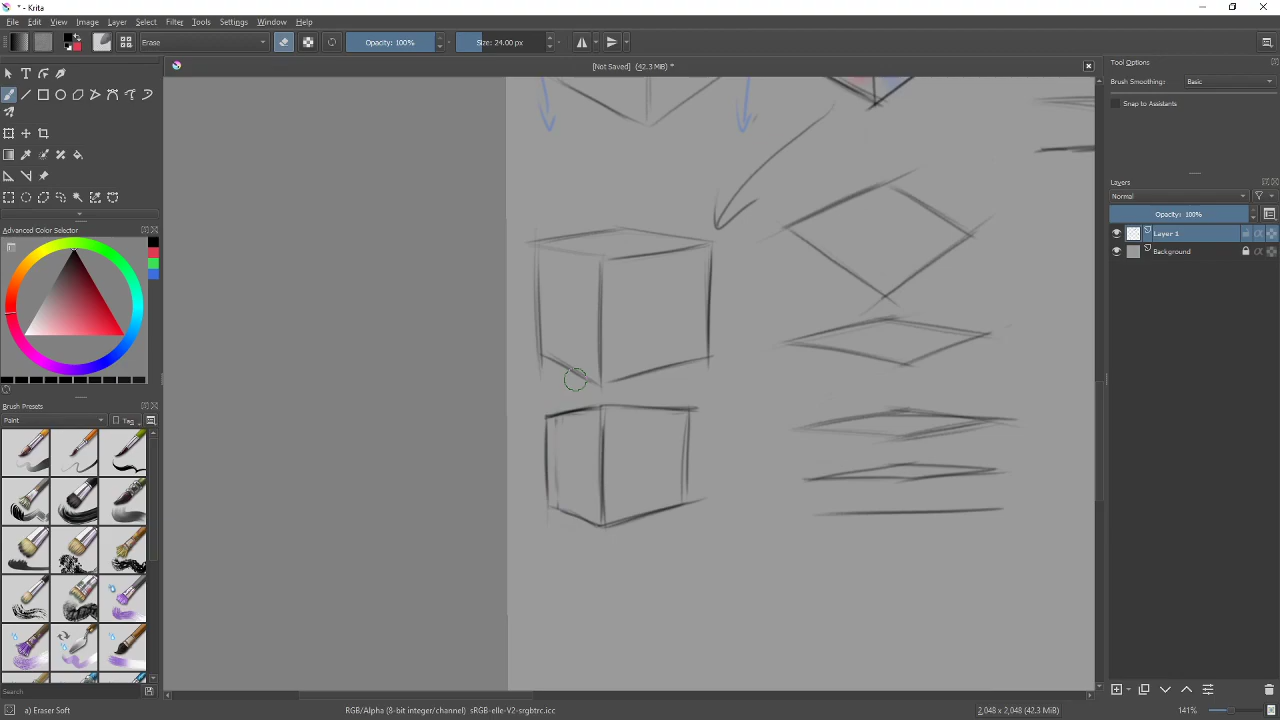 * - Krita
File Edit View Image Layer Select Filter Tools Settings Window Help
Erase Opacity: 100% Size: 24.00 px
[Not Saved] (42.3 MiB) *
Tool Options
Brush Smoothing: Basic
Snap to Assistants
Layers
Normal
Opacity: 100%
Layer 1
Background
Advanced Color Selector
Brush Presets
Paint Tag
Search
a) Eraser Soft RGB/Alpha (8-bit integer/channel) sRGB-elle-V2-srgbtrc.icc 2,048 x 2,048 (42.3 MiB) 141%